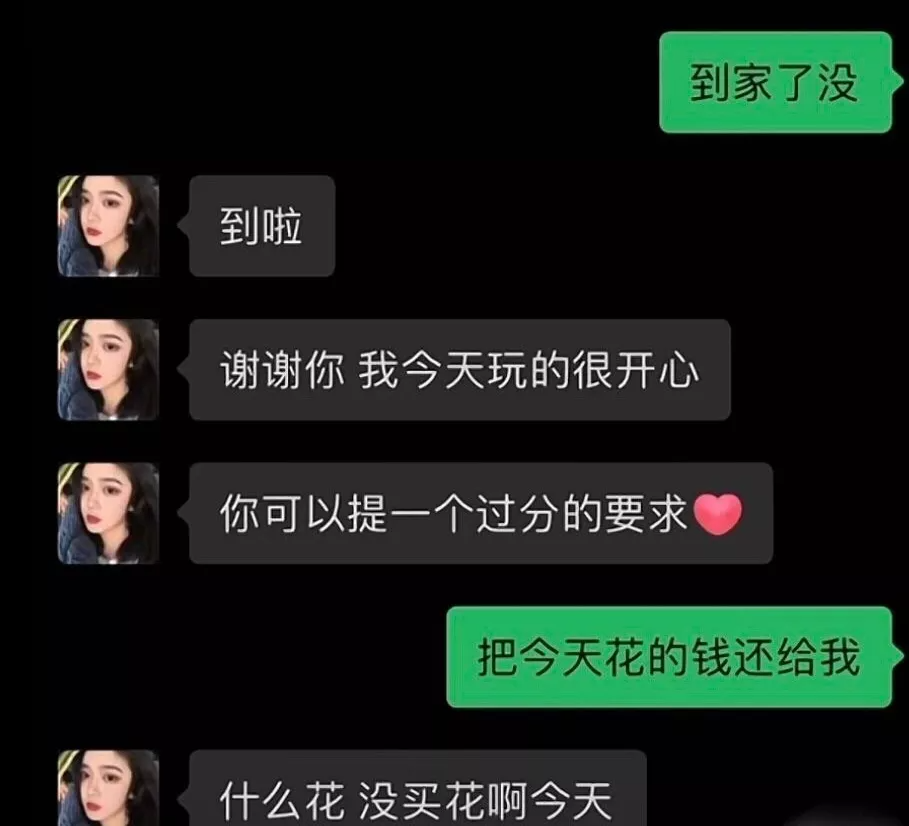 到家了没
到啦
谢谢你 我今天玩的很开心
你可以提一个过分的要求
把今天花的钱还给我
什么花 没买花啊今天